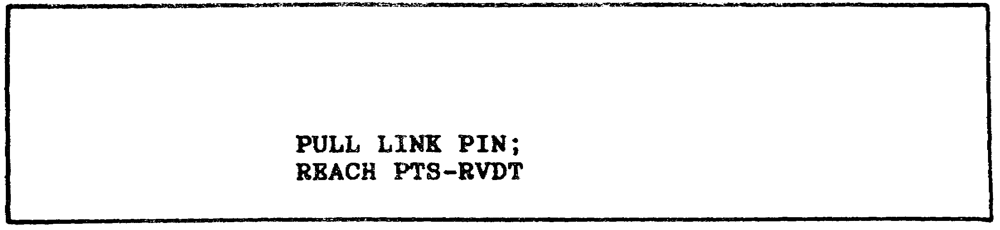 PULL LINK PIN;
REACH PTS-RVDT